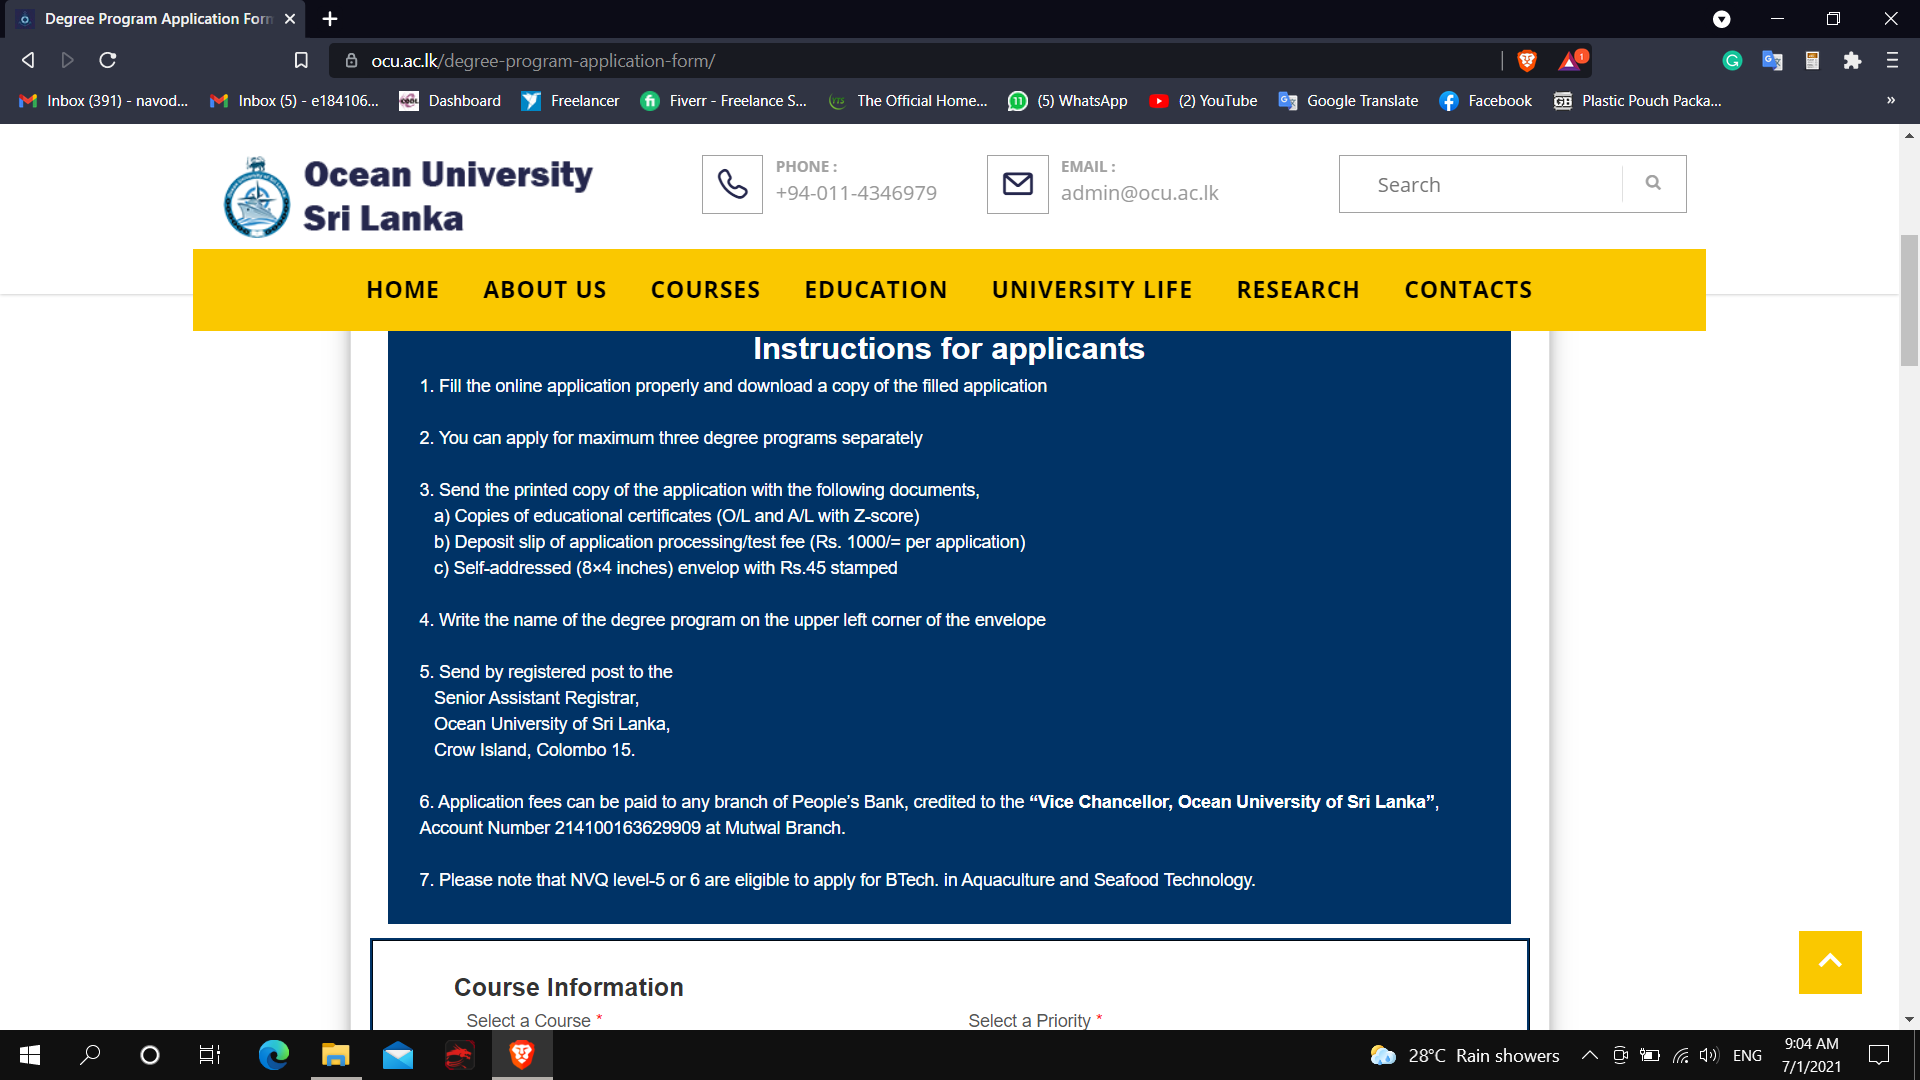 Degree Program Application Form
ocu.ac.lk/degree-program-application-form/
1
Inbox (391) - navod...
Inbox (5) - e184106...
Dashboard
Freelancer
Fiverr - Freelance S...
The Official Home...
(5) WhatsApp
(2) YouTube
Google Translate
Facebook
Plastic Pouch Packa...
»
Ocean University
Sri Lanka
PHONE :
+94-011-4346979
EMAIL :
admin@ocu.ac.lk
Search
HOME ABOUT US COURSES EDUCATION UNIVERSITY LIFE RESEARCH CONTACTS
Instructions for applicants
1. Fill the online application properly and download a copy of the filled application
2. You can apply for maximum three degree programs separately
3. Send the printed copy of the application with the following documents,
a) Copies of educational certificates (O/L and A/L with Z-score)
b) Deposit slip of application processing/test fee (Rs. 1000/= per application)
c) Self-addressed (8×4 inches) envelop with Rs.45 stamped
4. Write the name of the degree program on the upper left corner of the envelope
5. Send by registered post to the
Senior Assistant Registrar,
Ocean University of Sri Lanka,
Crow Island, Colombo 15.
6. Application fees can be paid to any branch of People’s Bank, credited to the “Vice Chancellor, Ocean University of Sri Lanka”,
Account Number 214100163629909 at Mutwal Branch.
7. Please note that NVQ level-5 or 6 are eligible to apply for BTech. in Aquaculture and Seafood Technology.
Course Information
Select a Course *
Select a Priority *
28°C Rain showers
ENG
9:04 AM
7/1/2021